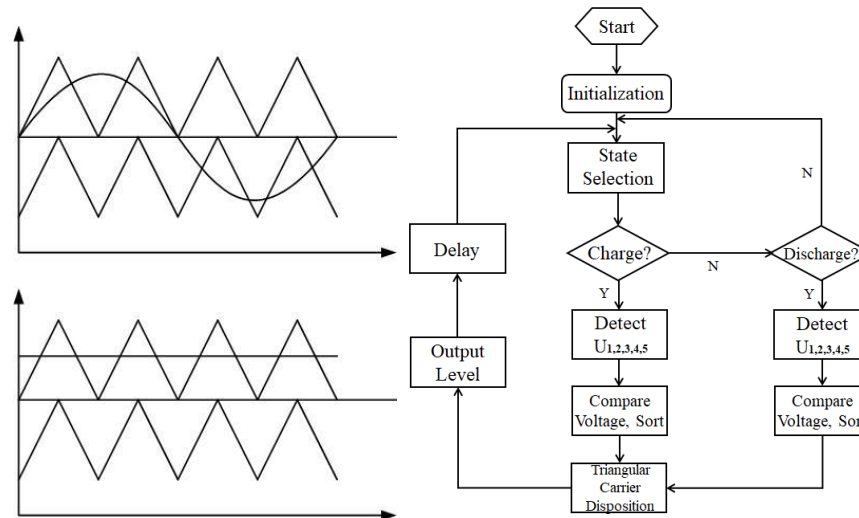 Start
Initialization
State
Selection
N
Charge?
N
Discharge?
Delay
Y
Y
Detect
U1,2,3,4,5
Detect
U1,2,3,4,5
Output
Level
Compare
Voltage, Sort
Compare
Voltage, Sor
Triangular
Carrier
Disposition